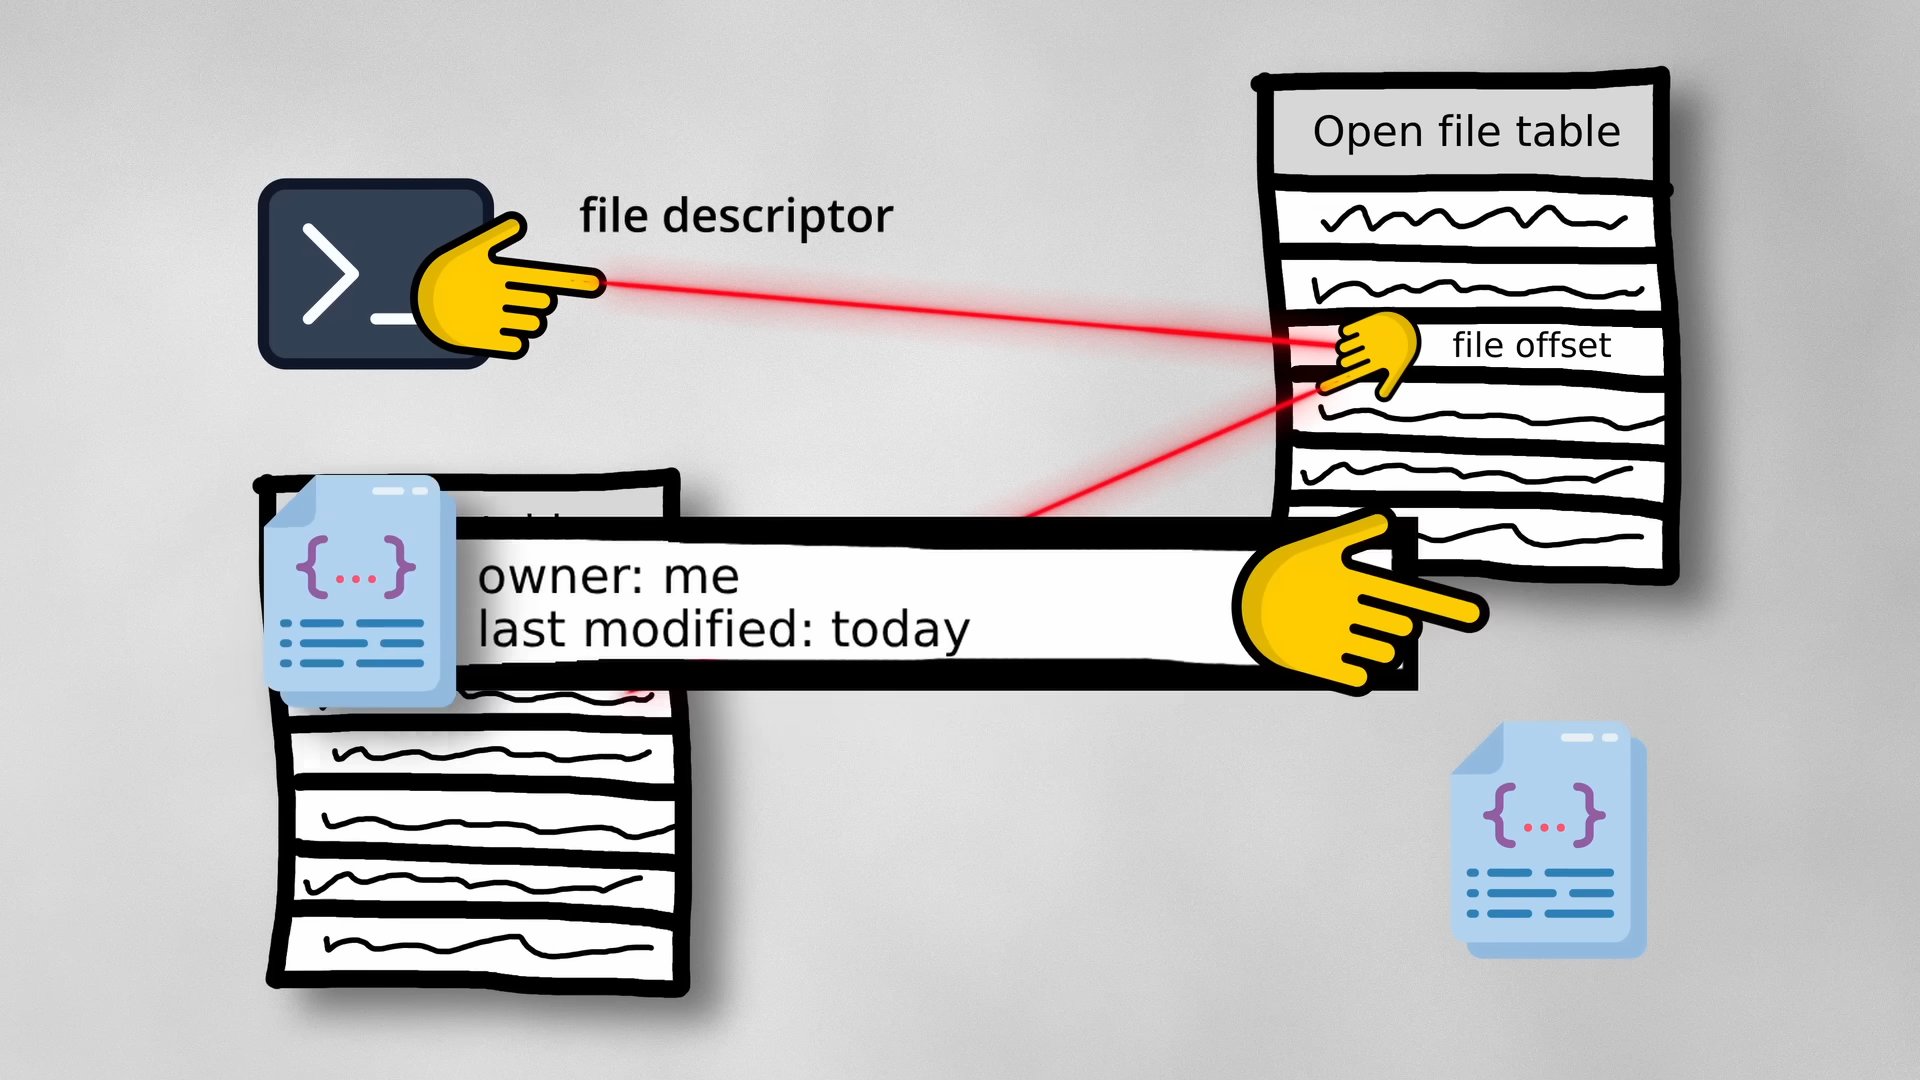 file descriptor
Open file table
file offset
owner: me
last modified: today